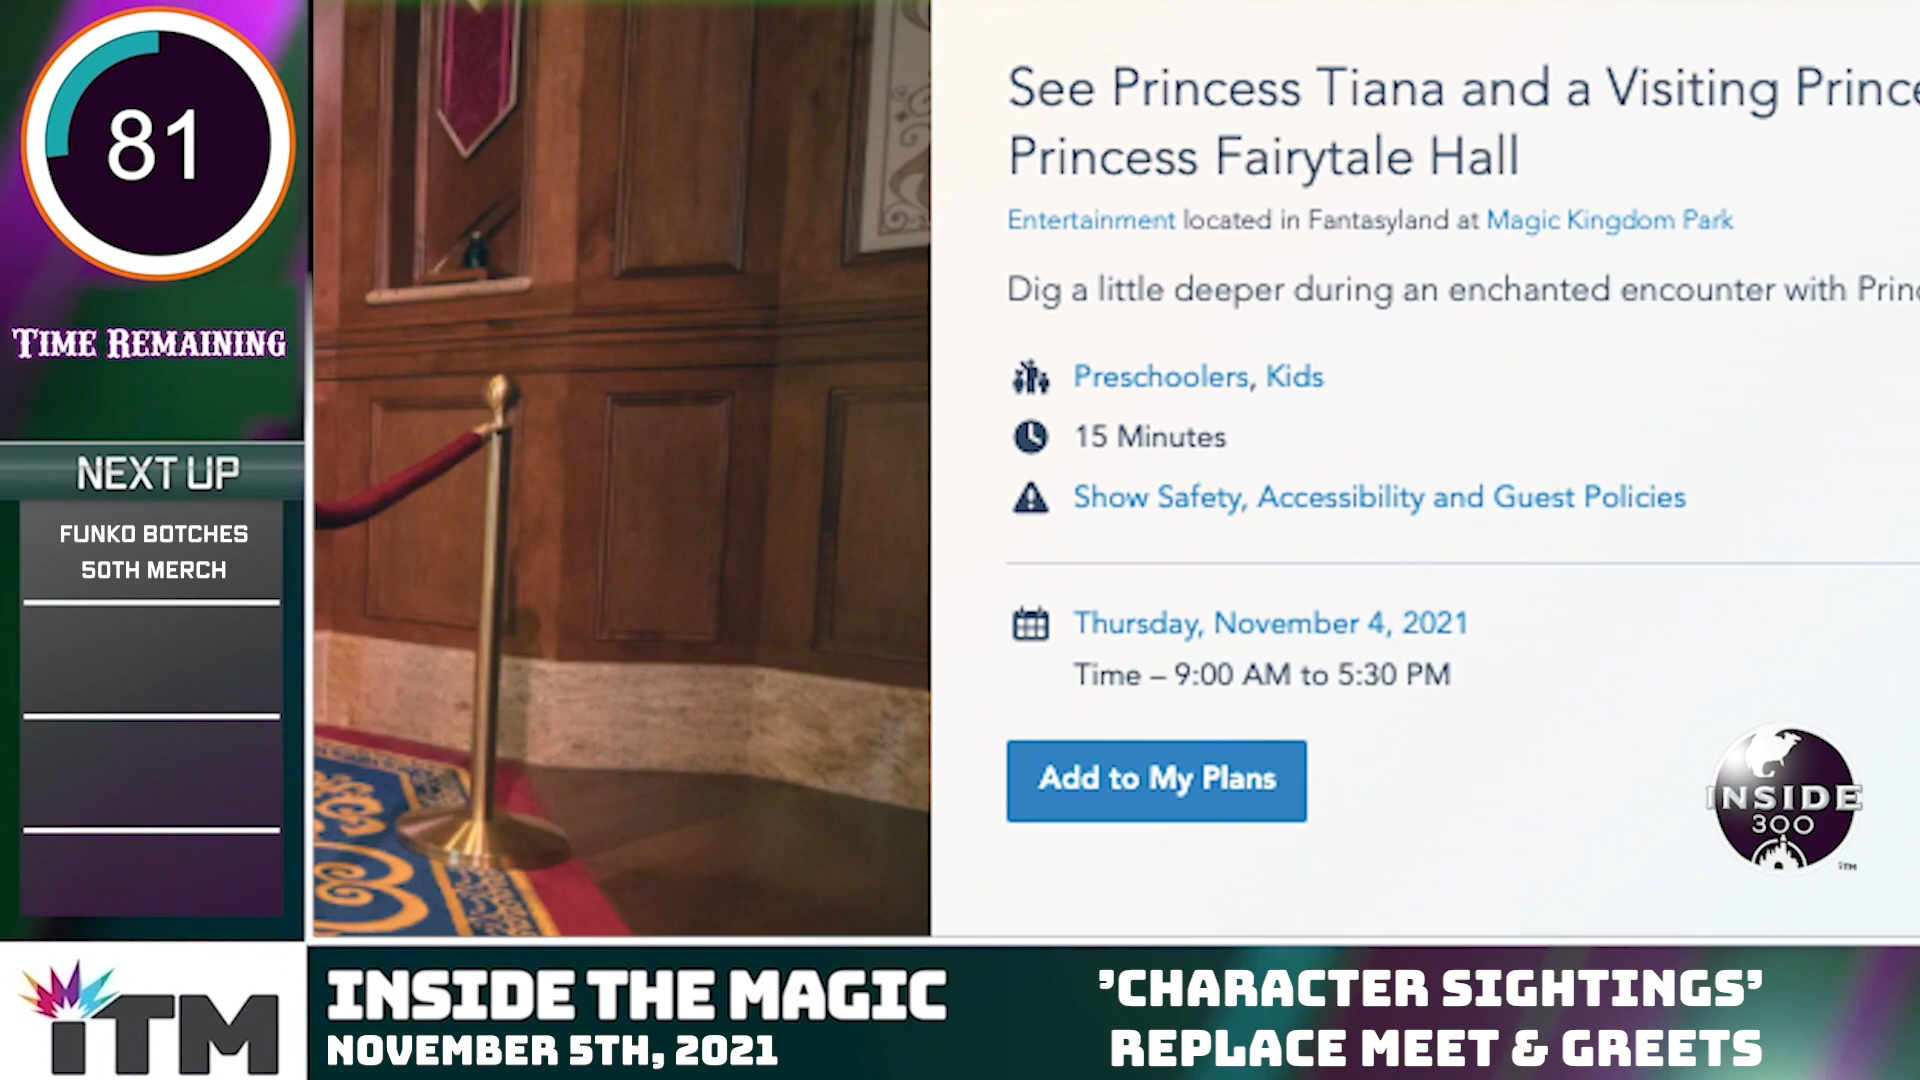 81
TIME REMAINING
NEXT UP
FUNKO BOTCHES
50TH MERCH
See Princess Tiana and a Visiting
Princess Fairytale Hall
Entertainment located in Fantasyland at Magic Kingdom Park
Dig a little deeper during an enchanted encounter with
Preschoolers, Kids
15 Minutes
Show Safety, Accessibility and Guest Policies
Thursday, November 4, 2021
Time – 9:00 AM to 5:30 PM
Add to My Plans
INSIDE
300
iTM
iTM
INSIDE THE MAGIC
NOVEMBER 5TH, 2021
'CHARACTER SIGHTINGS'
REPLACE MEET & GREETS